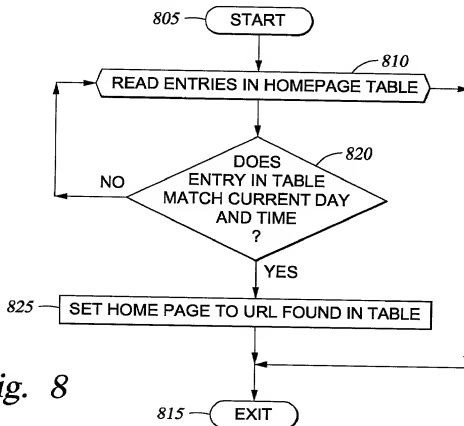 805
START
810
READ ENTRIES IN HOMEPAGE TABLE
820
DOES
ENTRY IN TABLE
MATCH CURRENT DAY
AND TIME
?
NO
YES
825
SET HOME PAGE TO URL FOUND IN TABLE
ig. 8
815
EXIT